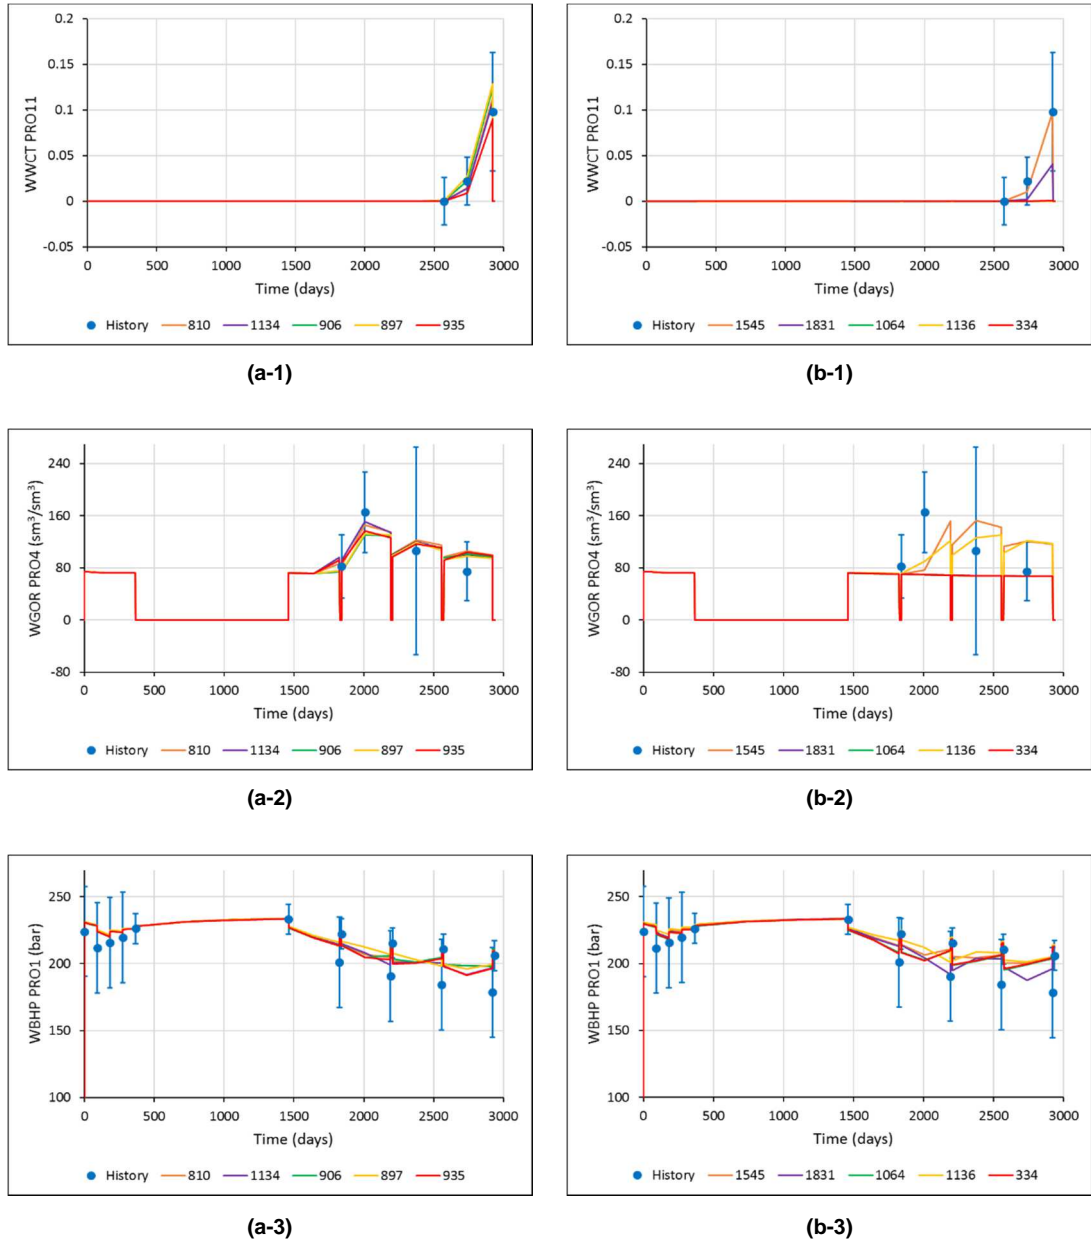 0.2
0.15
0.1
0.05
0
-0.05
WWCT PRO11
0 500 1000 1500 2000 2500 3000
Time (days)
History 810 1134 906 897 935
(a-1)
0.2
0.15
0.1
0.05
0
-0.05
WWCT PRO11
0 500 1000 1500 2000 2500 3000
Time (days)
History 1545 1831 1064 1136 334
(b-1)
240
160
80
0
-80
WGOR PRO4 (sm³/sm³)
0 500 1000 1500 2000 2500 3000
Time (days)
History 810 1134 906 897 935
(a-2)
240
160
80
0
-80
WGOR PRO4 (sm³/sm³)
0 500 1000 1500 2000 2500 3000
Time (days)
History 1545 1831 1064 1136 334
(b-2)
250
200
150
100
WBHP PRO1 (bar)
0 500 1000 1500 2000 2500 3000
Time (days)
History 810 1134 906 897 935
(a-3)
250
200
150
100
WBHP PRO1 (bar)
0 500 1000 1500 2000 2500 3000
Time (days)
History 1545 1831 1064 1136 334
(b-3)